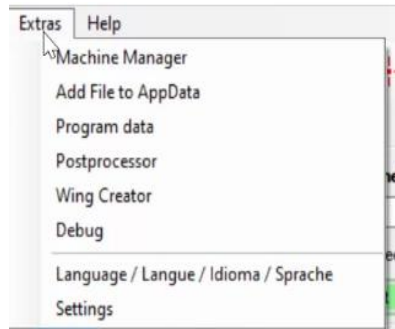 Extras Help
Machine Manager
Add File to AppData
Program data
Postprocessor
Wing Creator
Debug
Language / Langue / Idioma / Sprache
Settings